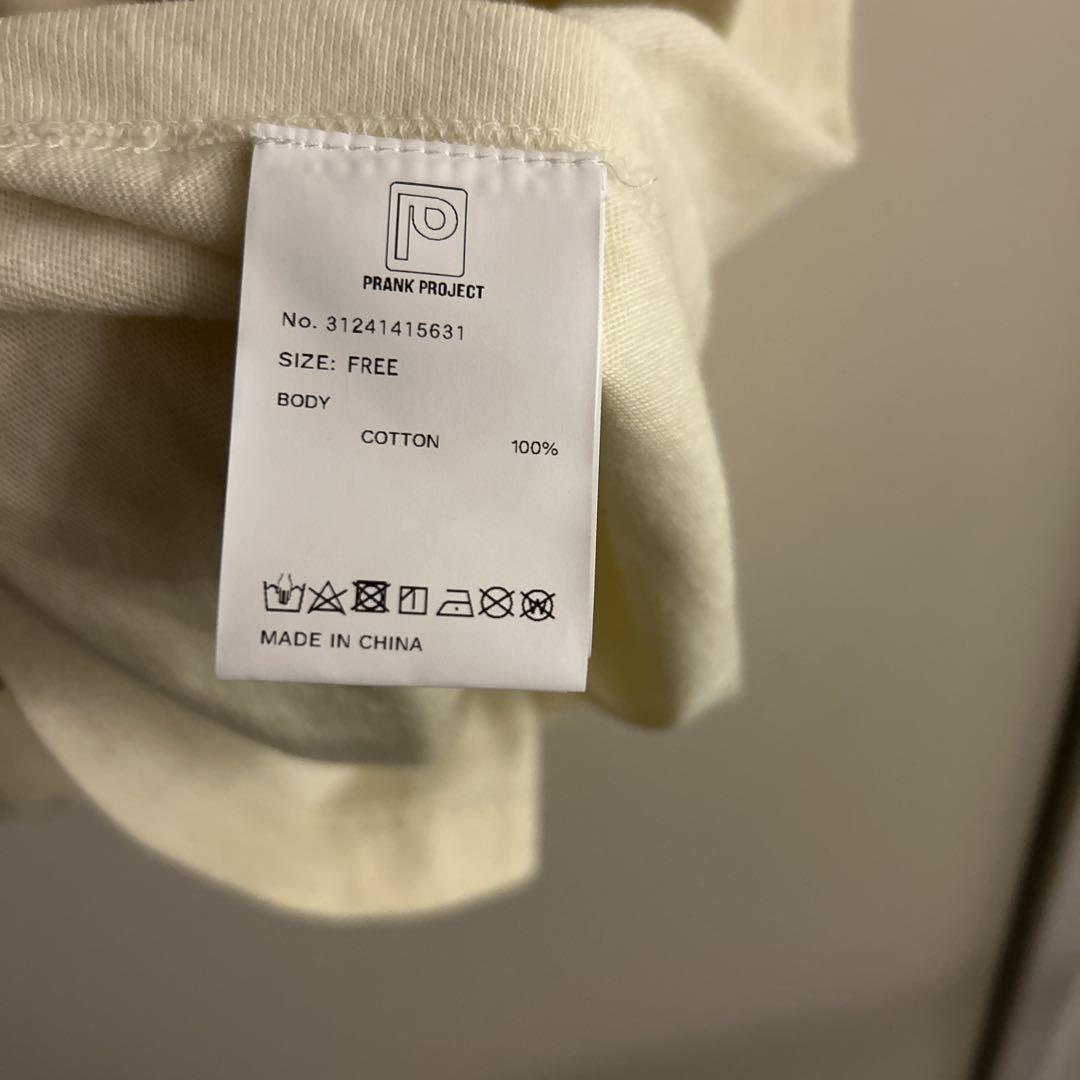 PRANK PROJECT
No. 31241415631
SIZE: FREE
BODY
COTTON 100%
MADE IN CHINA